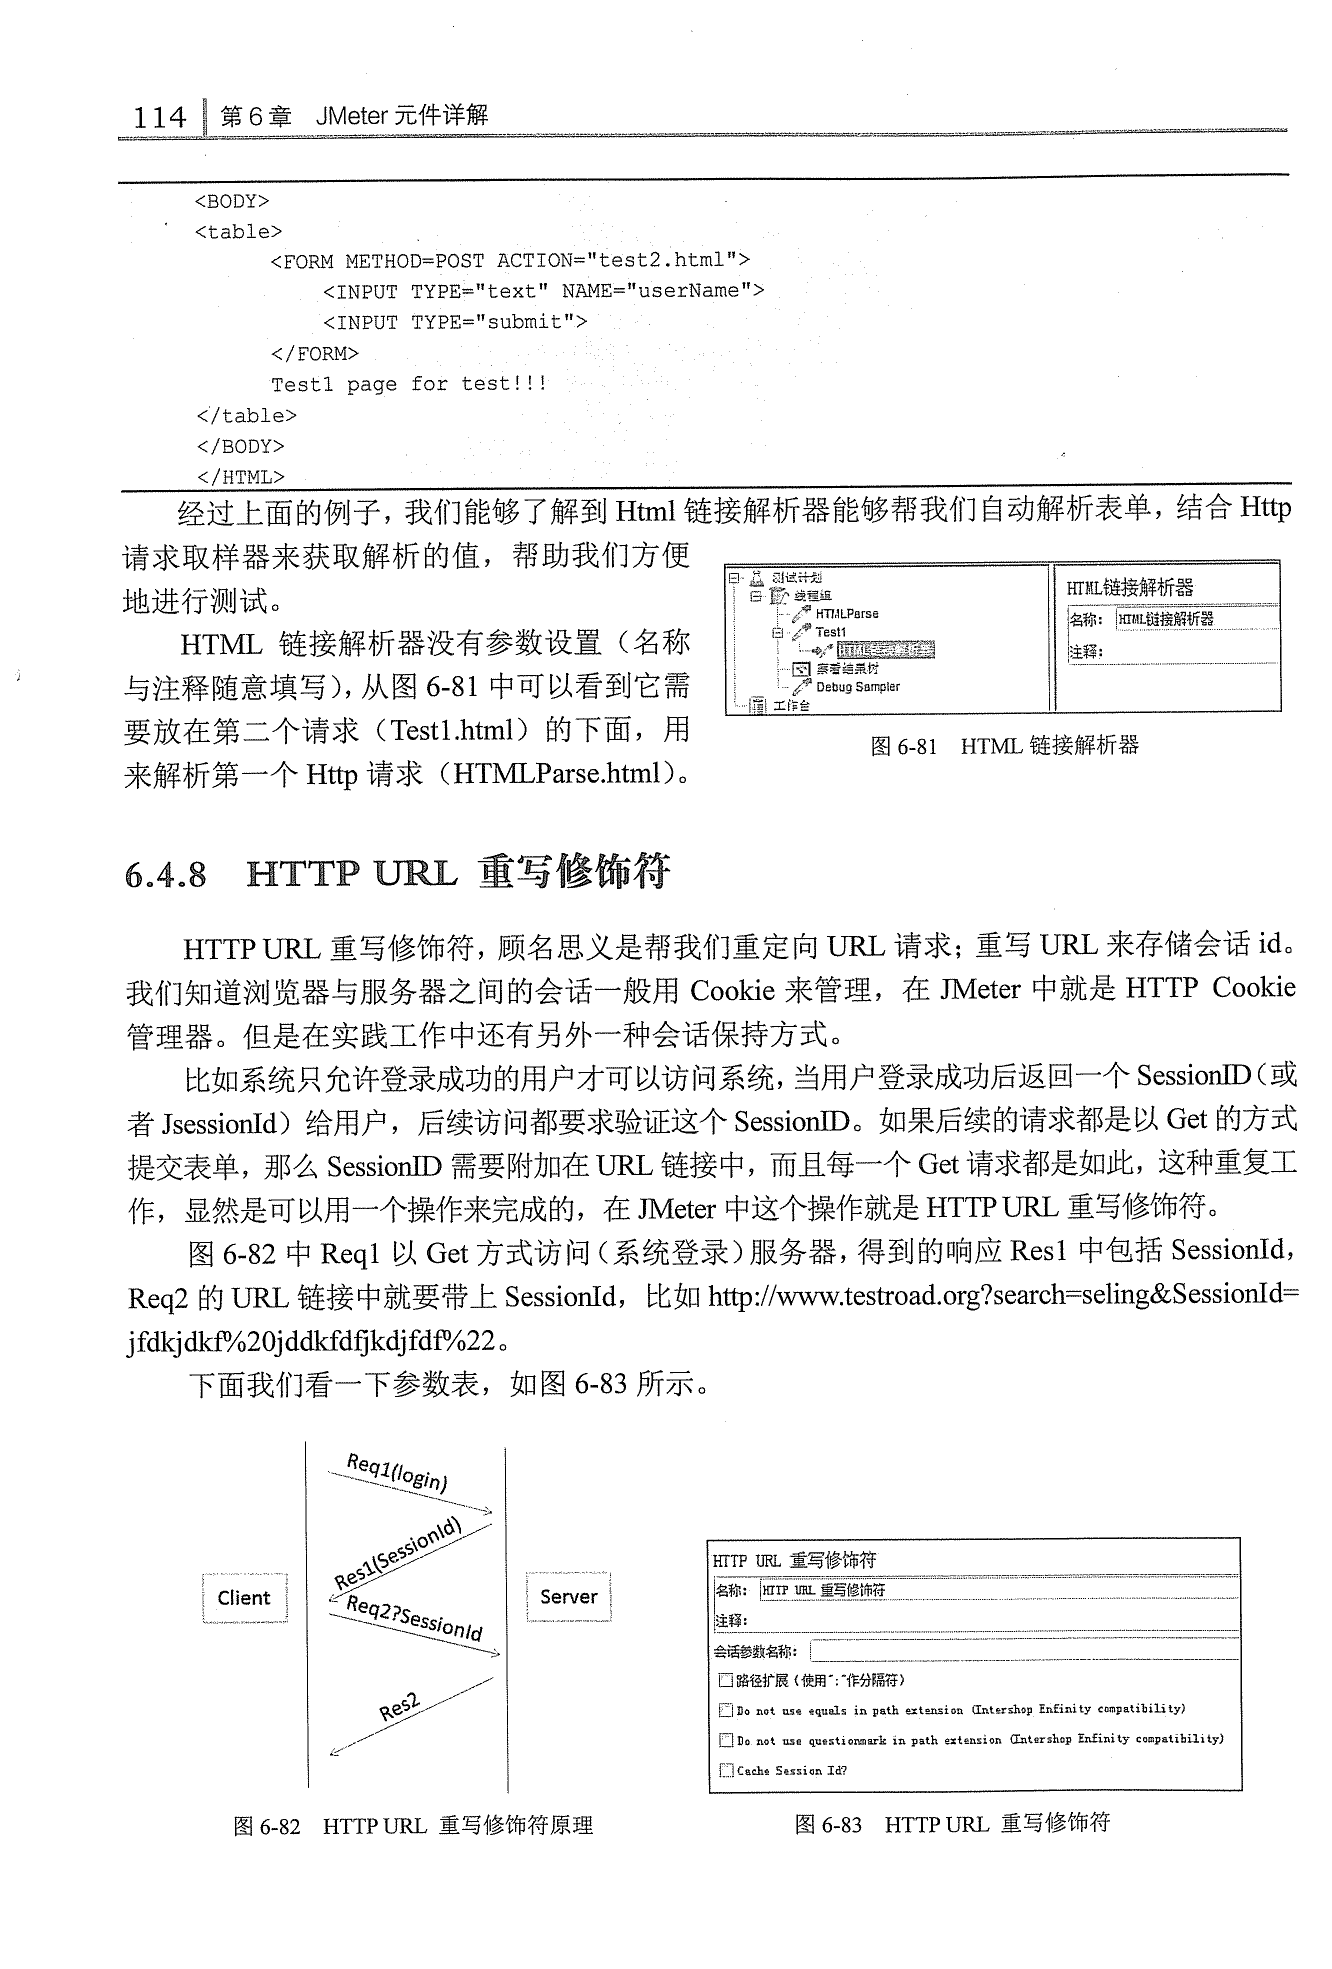 114 第6章 JMeter 元件详解
<BODY>
<table>
<FORM METHOD=POST ACTION="test2.html">
<INPUT TYPE="text" NAME="userName">
<INPUT TYPE="submit">
</FORM>
Test1 page for test!!!
</table>
</BODY>
</HTML>
经过上面的例子，我们能够了解到 Html 链接解析器能够帮我们自动解析表单，结合 Http
请求取样器来获取解析的值，帮助我们方便
地进行测试。
HTML 链接解析器没有参数设置（名称
与注释随意填写），从图 6-81 中可以看到它需
要放在第二个请求（Test1.html）的下面，用
来解析第一个 Http 请求（HTMLParse.html）。
测试计划
线程组
HTMLParse
Test1
察看结果树
Debug Sampler
工作台
HTML链接解析器
名称： HTML链接解析器
注释：
图 6-81 HTML 链接解析器
6.4.8 HTTP URL 重写修饰符
HTTP URL 重写修饰符，顾名思义是帮我们重定向 URL 请求；重写 URL 来存储会话 id。
我们知道浏览器与服务器之间的会话一般用 Cookie 来管理，在 JMeter 中就是 HTTP Cookie
管理器。但是在实践工作中还有另外一种会话保持方式。
比如系统只允许登录成功的用户才可以访问系统，当用户登录成功后返回一个 SessionID（或
者 JsessionId）给用户，后续访问都要求验证这个 SessionID。如果后续的请求都是以 Get 的方式
提交表单，那么 SessionID 需要附加在 URL 链接中，而且每一个 Get 请求都是如此，这种重复工
作，显然是可以用一个操作来完成的，在 JMeter 中这个操作就是 HTTP URL 重写修饰符。
图 6-82 中 Req1 以 Get 方式访问（系统登录）服务器，得到的响应 Res1 中包括 SessionId，
Req2 的 URL 链接中就要带上 SessionId，比如 http://www.testroad.org?search=seling&SessionId=
jfdkjdkf%20jddkfdfjkdjfdf%22。
下面我们看一下参数表，如图 6-83 所示。
Req1(login)
Res1(SessionId)
Client
Req2?SessionId
Server
Res2
图 6-82 HTTP URL 重写修饰符原理
HTTP URL 重写修饰符
名称： HTTP URL 重写修饰符
注释：
会话参数名称：
路径扩展（使用";"作分隔符）
Do not use equals in path extension (Intershop Enfinity compatibility)
Do not use questionmark in path extension (Intershop Enfinity compatibility)
Cache Session Id?
图 6-83 HTTP URL 重写修饰符